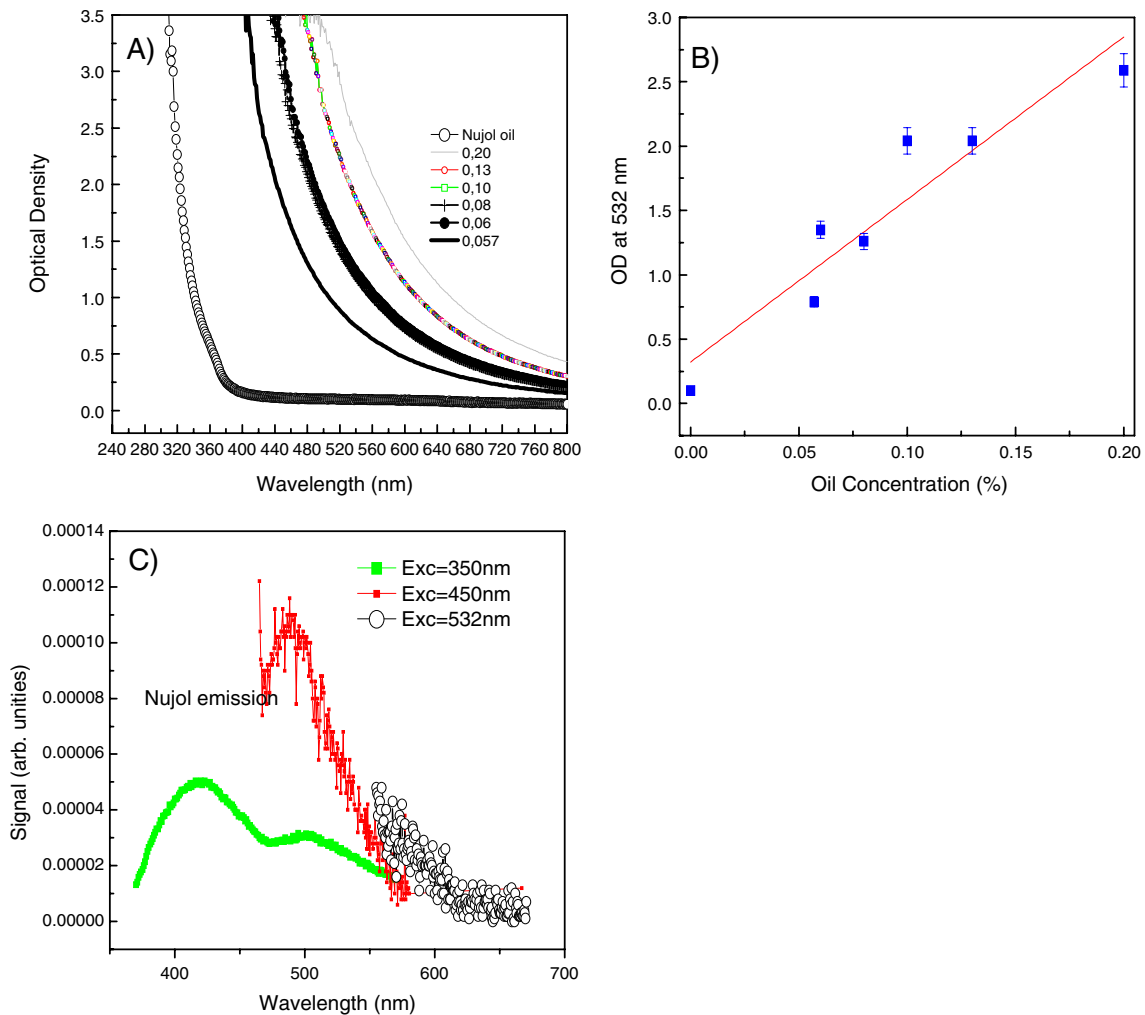 A)
3.5
3.0
2.5
2.0
1.5
1.0
0.5
0.0
Optical Density
Nujol oil
0,20
0,13
0,10
0,08
0,06
0,057
240 280 320 360 400 440 480 520 560 600 640 680 720 760 800
Wavelength (nm)
B)
3.0
2.5
2.0
1.5
1.0
0.5
0.0
OD at 532 nm
0.00 0.05 0.10 0.15 0.20
Oil Concentration (%)
C)
0.00014
0.00012
0.00010
0.00008
0.00006
0.00004
0.00002
0.00000
Signal (arb. unities)
Exc=350nm
Exc=450nm
Exc=532nm
Nujol emission
400 500 600 700
Wavelength (nm)